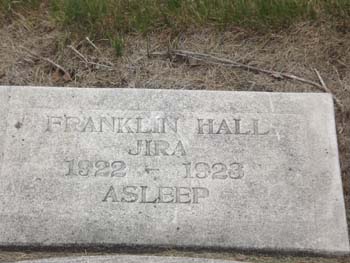 FRANKLIN HALL
JIRA
1922 - 1923
ASLEEP